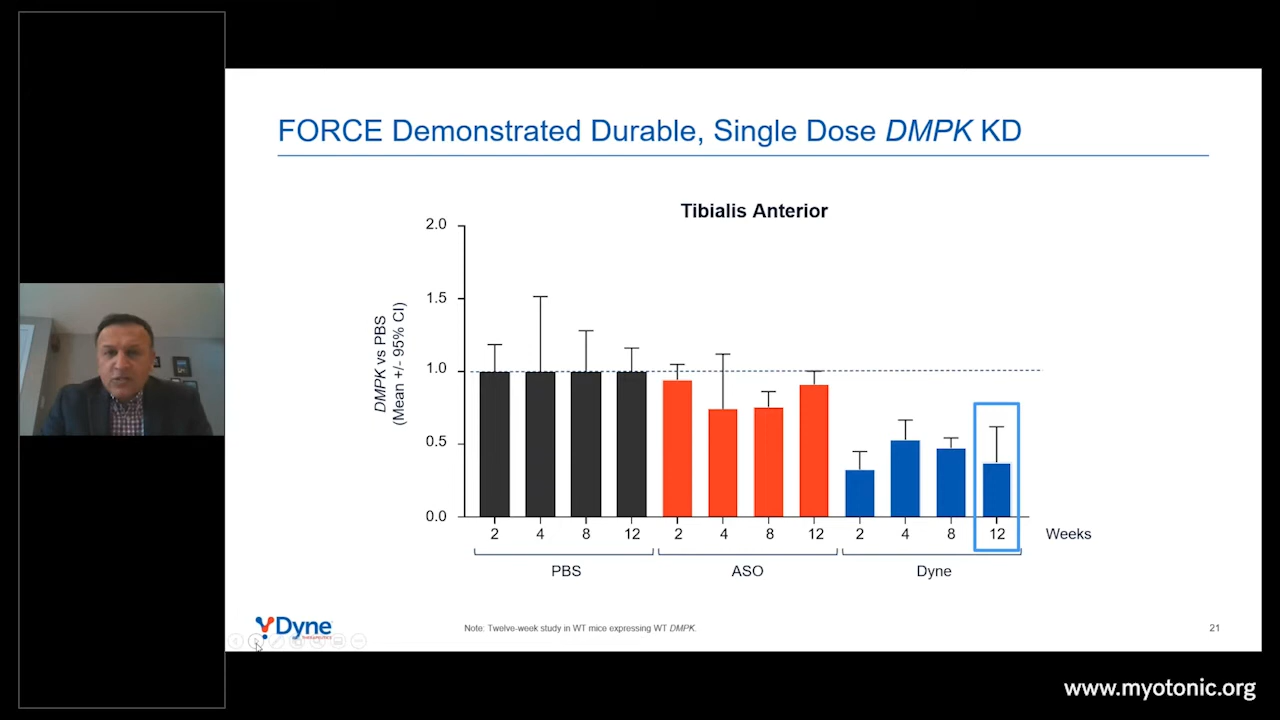 FORCE Demonstrated Durable, Single Dose DMPK KD
Tibialis Anterior
DMPK vs PBS
(Mean +/- 95% CI)
2.0
1.5
1.0
0.5
0.0
2 4 8 12 2 4 8 12 2 4 8 12 Weeks
PBS ASO Dyne
Dyne
THERAPEUTICS
Note: Twelve-week study in WT mice expressing WT DMPK.
21
www.myotonic.org